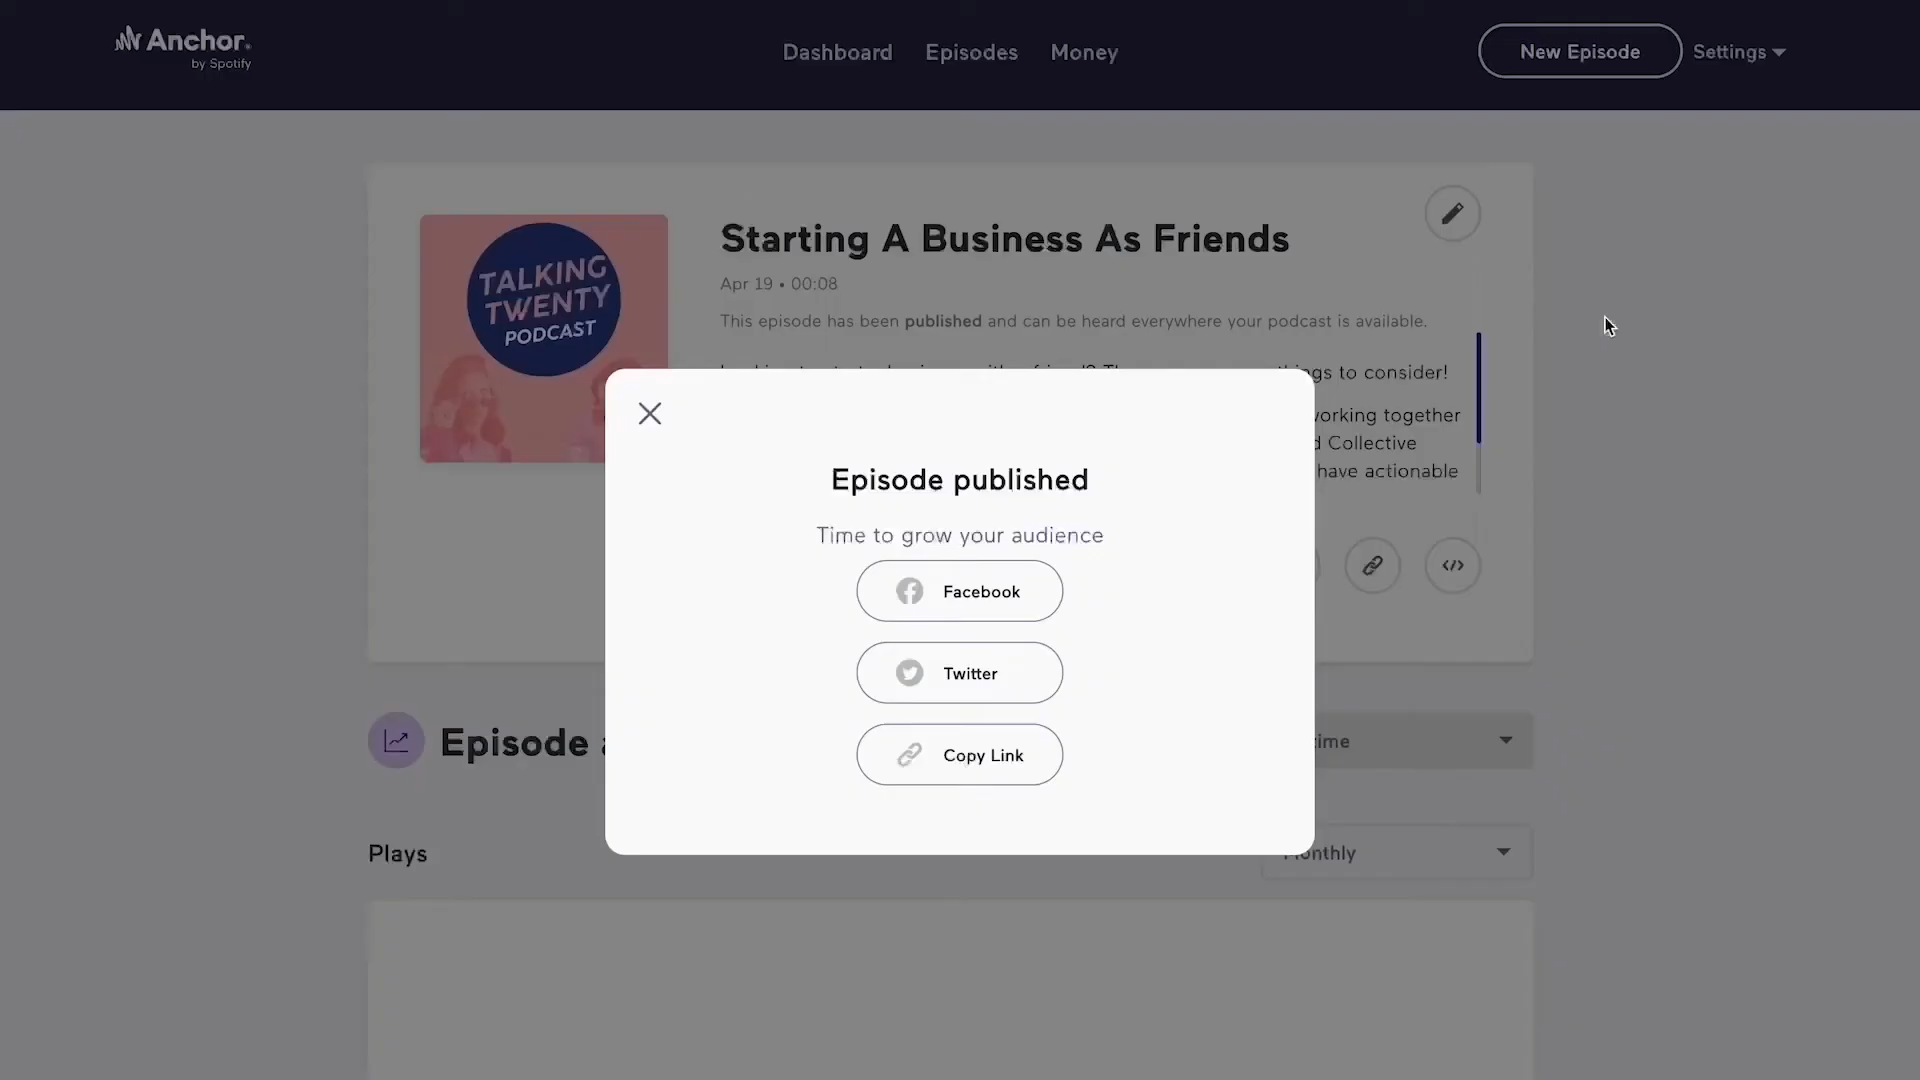 Anchor
by Spotify
Dashboard
Episodes
Money
New Episode
Settings
TALKING
TWENTY
PODCAST
Starting A Business As Friends
Apr 19 • 00:08
This episode has been published and can be heard everywhere your podcast is available.
to consider!
working together
Collective
have actionable
Episode published
Time to grow your audience
Facebook
Twitter
Copy Link
Episode
Plays
Monthly